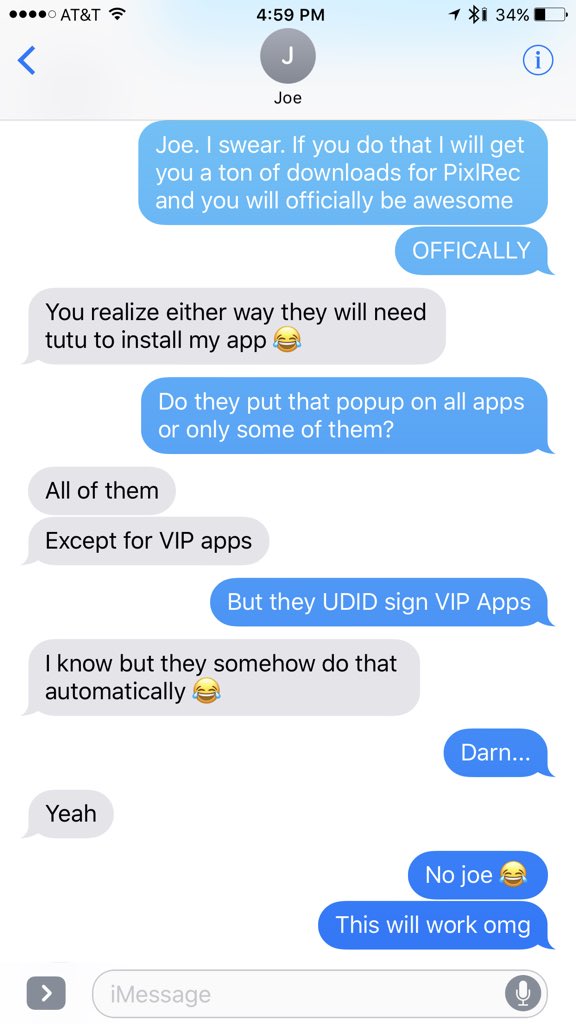 AT&T 4:59 PM 34%
J
Joe
Joe. I swear. If you do that I will get
you a ton of downloads for PixlRec
and you will officially be awesome
OFFICALLY
You realize either way they will need
tutu to install my app 😂
Do they put that popup on all apps
or only some of them?
All of them
Except for VIP apps
But they UDID sign VIP Apps
I know but they somehow do that
automatically 😂
Darn...
Yeah
No joe 😂
This will work omg
iMessage